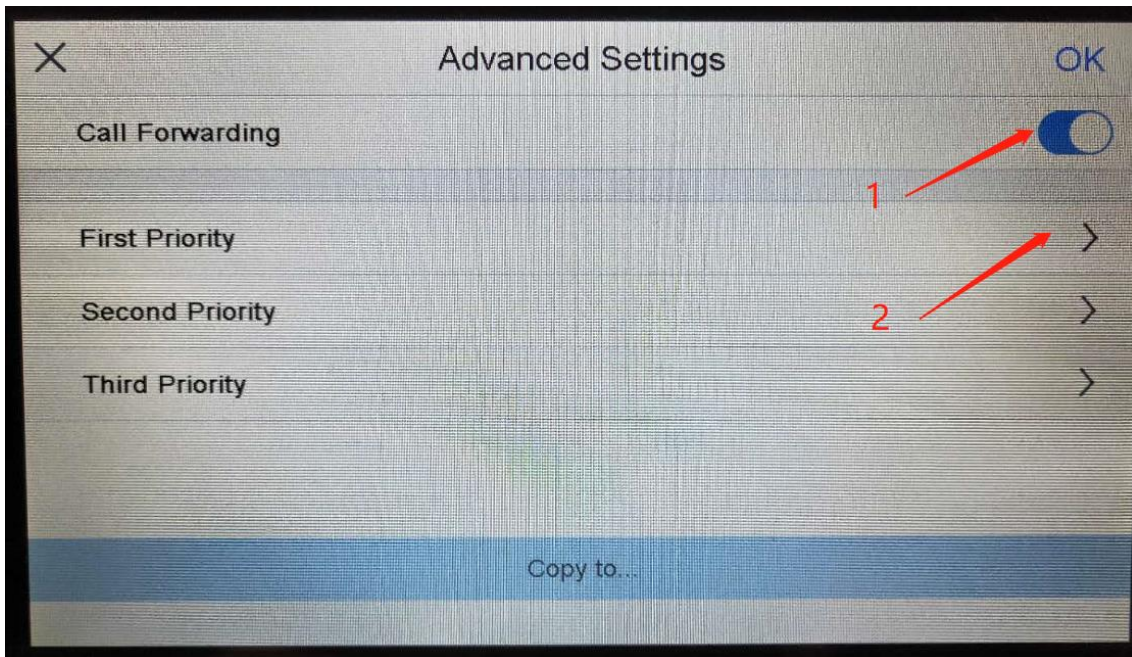 Advanced Settings OK
Call Forwarding
1
First Priority
2
Second Priority
Third Priority
Copy to...